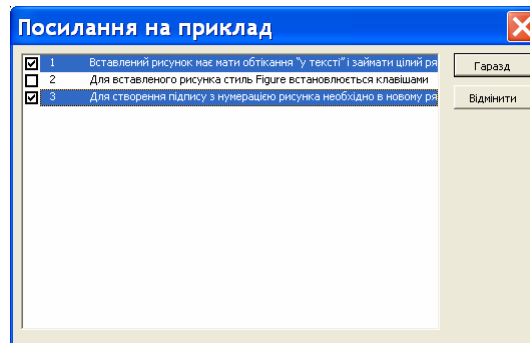 Посилання на приклад
1 Вставлений рисунок має мати обтікання "у тексті" і займати цілий ря
Гаразд
2 Для вставленого рисунка стиль Figure встановлюється клавішами
3 Для створення підпису з нумерацією рисунка необхідно в новому ря
Відмінити